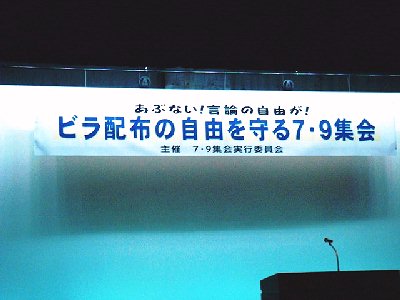 あぶない!言論の自由が!
ビラ配布の自由を守る7・9集会
主催 7・9集会実行委員会